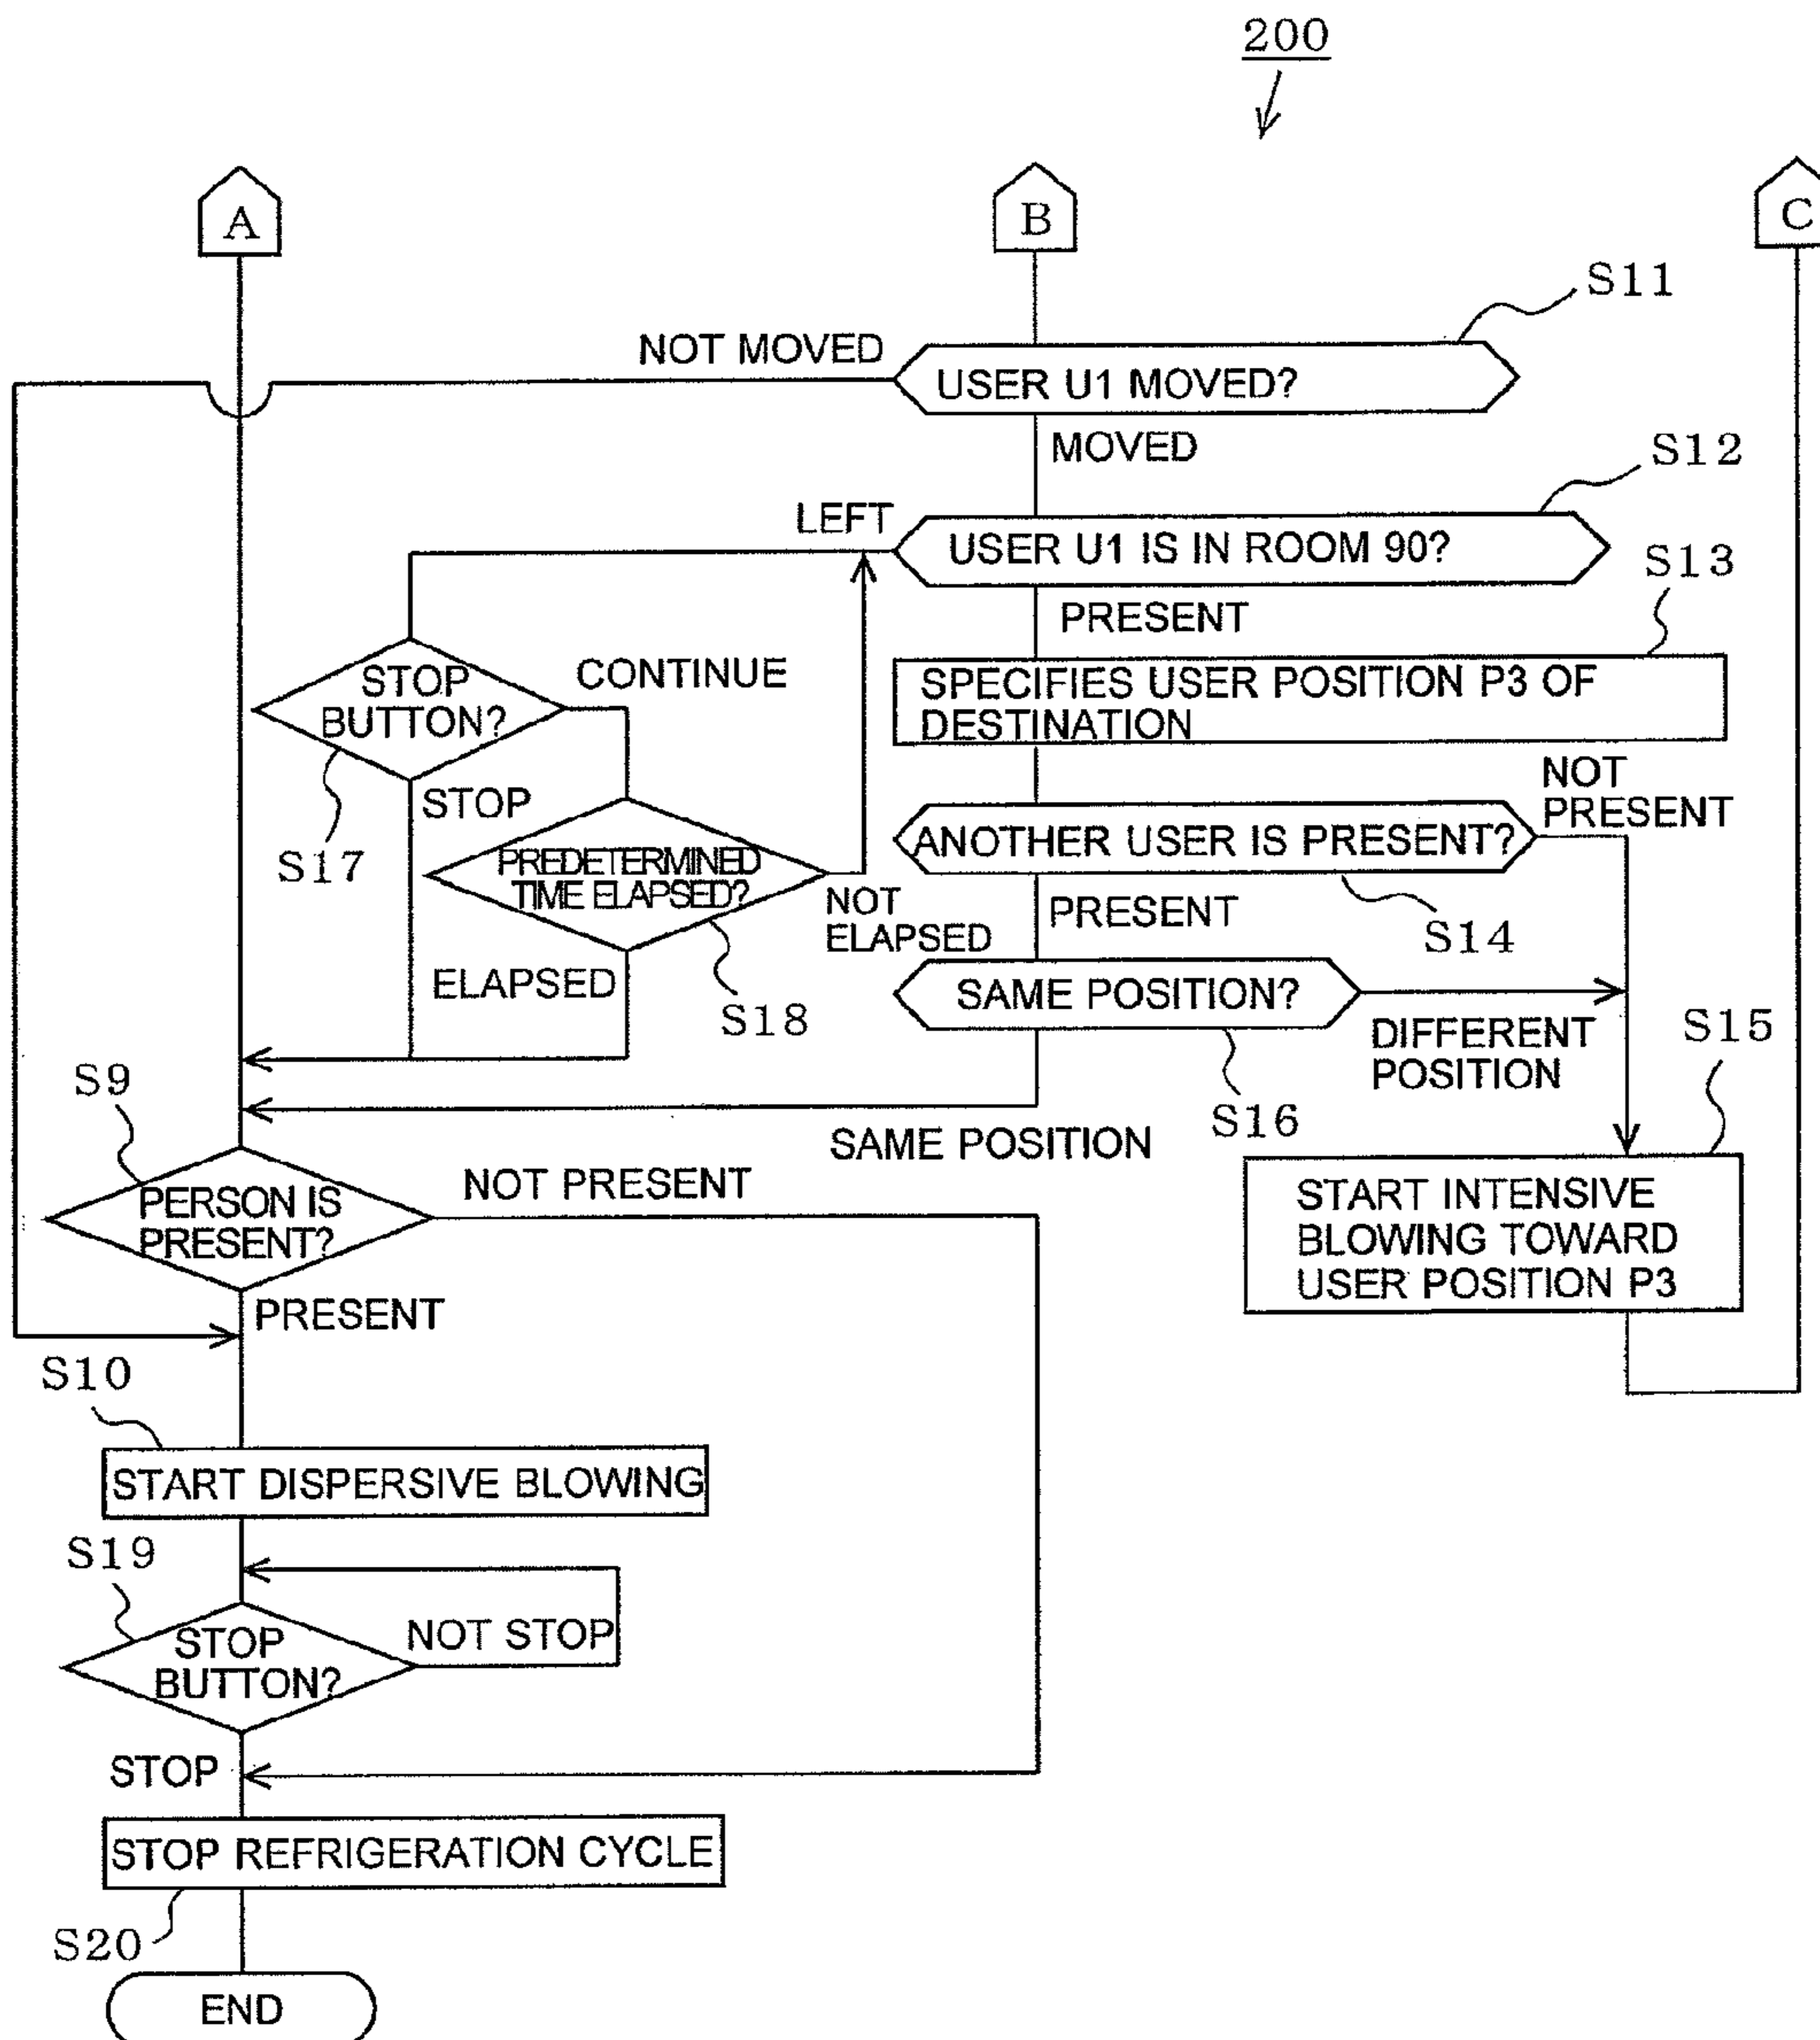 200
A
B
C
S11
NOT MOVED
USER U1 MOVED?
MOVED
S12
LEFT
USER U1 IS IN ROOM 90?
S13
PRESENT
STOP
BUTTON?
CONTINUE
SPECIFIES USER POSITION P3 OF
DESTINATION
S17
STOP
NOT
PRESENT
ANOTHER USER IS PRESENT?
PREDETERMINED
TIME ELAPSED?
NOT
ELAPSED
PRESENT
S14
ELAPSED
S18
SAME POSITION?
DIFFERENT
POSITION
S15
S9
S16
SAME POSITION
PERSON IS
PRESENT?
NOT PRESENT
START INTENSIVE
BLOWING TOWARD
USER POSITION P3
PRESENT
S10
START DISPERSIVE BLOWING
S19
STOP
BUTTON?
NOT STOP
STOP
STOP REFRIGERATION CYCLE
S20
END